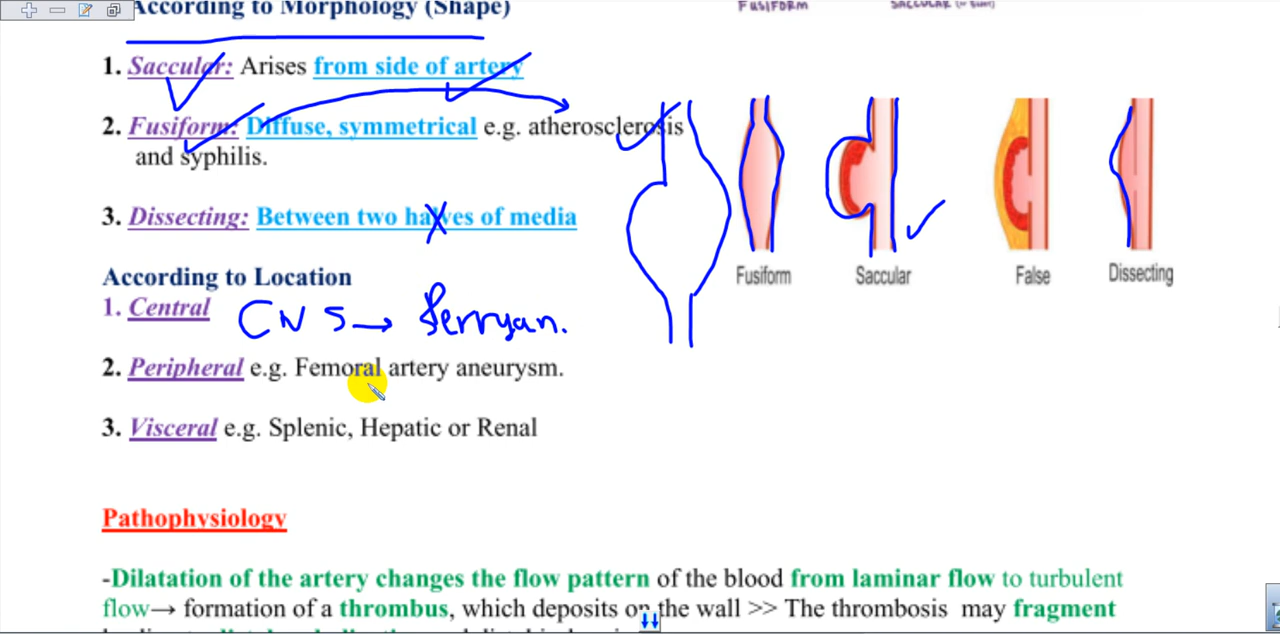 According to Morphology (Shape)
FUSIFORM
SACCULAR
1. Saccular: Arises from side of artery
2. Fusiform: Diffuse, symmetrical e.g. atherosclerosis
and syphilis.
3. Dissecting: Between two halves of media
Fusiform
Saccular
False
Dissecting
According to Location
1. Central
CNS →
2. Peripheral e.g. Femoral artery aneurysm.
3. Visceral e.g. Splenic, Hepatic or Renal
Pathophysiology
-Dilatation of the artery changes the flow pattern of the blood from laminar flow to turbulent
flow→ formation of a thrombus, which deposits on the wall >> The thrombosis may fragment